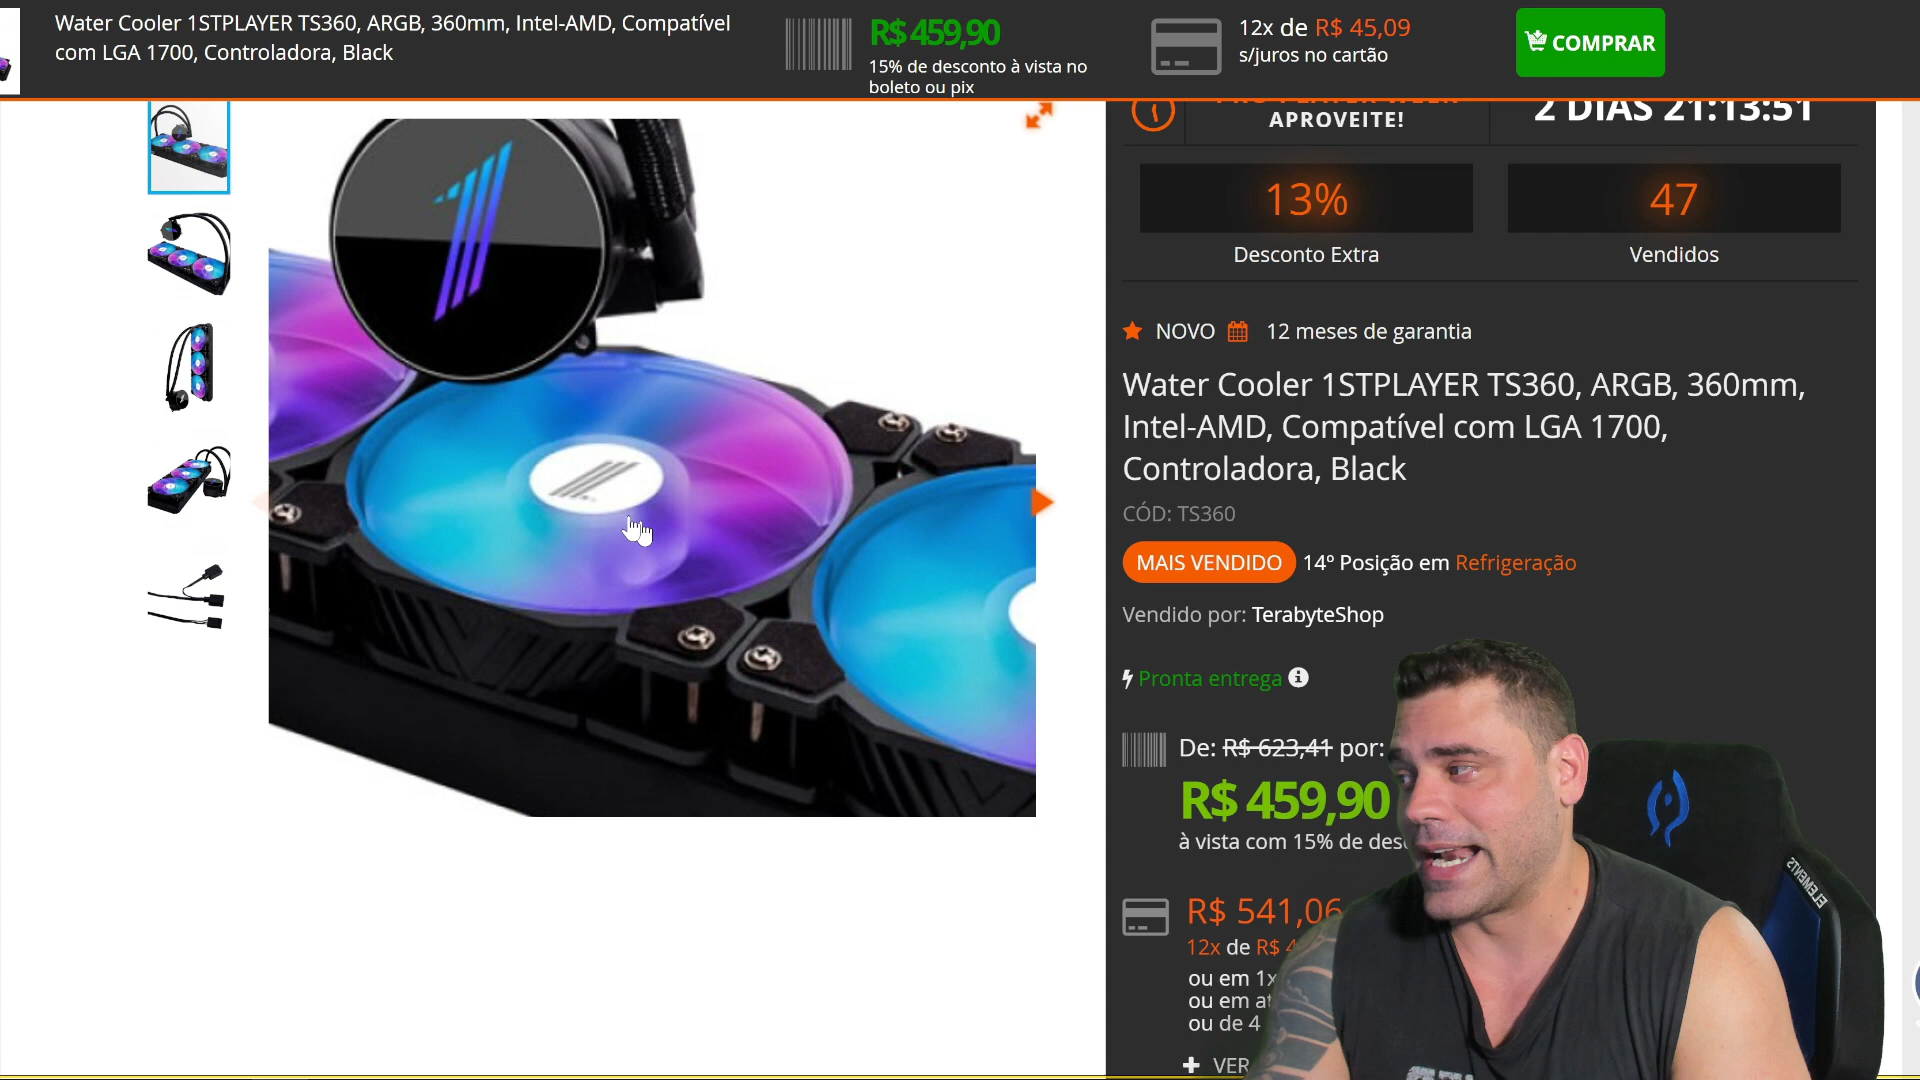 Water Cooler 1STPLAYER TS360, ARGB, 360mm, Intel-AMD, Compatível
com LGA 1700, Controladora, Black
R$ 459,90
15% de desconto à vista no
boleto ou pix
12x de R$ 45,09
s/juros no cartão
COMPRAR
APROVEITE!
2 DIAS 21:13:51
13%
47
Desconto Extra
Vendidos
NOVO 12 meses de garantia
Water Cooler 1STPLAYER TS360, ARGB, 360mm,
Intel-AMD, Compatível com LGA 1700,
Controladora, Black
CÓD: TS360
MAIS VENDIDO 14º Posição em Refrigeração
Vendido por: TerabyteShop
Pronta entrega
De: R$ 623,41 por:
R$ 459,90
à vista com 15% de
R$ 541,06
12x de R$
ou em 1x
ou em
ou de 4
VER
ELEMENTS